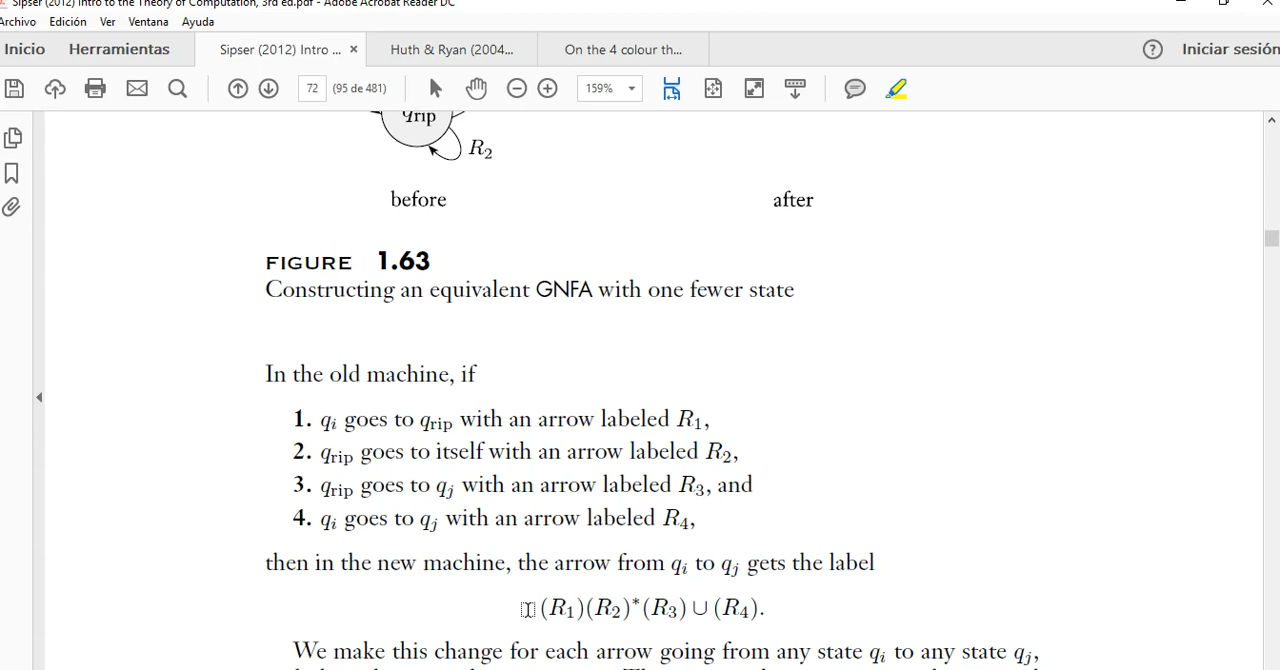 Sipser (2012) Intro to the Theory of Computation, 3rd ed.pdf - Adobe Acrobat Reader DC
Archivo Edición Ver Ventana Ayuda
Inicio Herramientas Sipser (2012) Intro ... × Huth & Ryan (2004... On the 4 colour th... Iniciar sesión
72 (95 de 481) 159%
qrip
R2
before after
FIGURE 1.63
Constructing an equivalent GNFA with one fewer state
In the old machine, if
1. qi goes to qrip with an arrow labeled R1,
2. qrip goes to itself with an arrow labeled R2,
3. qrip goes to qj with an arrow labeled R3, and
4. qi goes to qj with an arrow labeled R4,
then in the new machine, the arrow from qi to qj gets the label
(R1)(R2)*(R3) ∪ (R4).
We make this change for each arrow going from any state qi to any state qj,